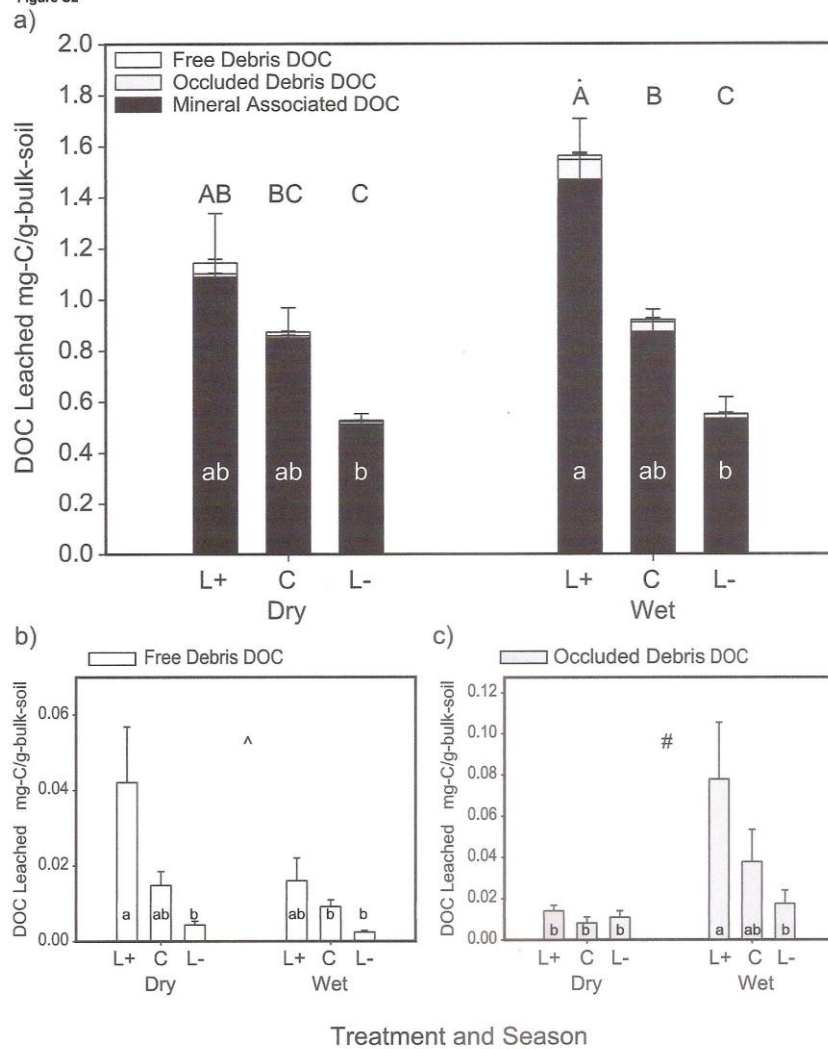 Figure S2
a)
2.0
1.8
1.6
1.4
1.2
1.0
0.8
0.6
0.4
0.2
0.0
DOC Leached mg-C/g-bulk-soil
Free Debris DOC
Occluded Debris DOC
Mineral Associated DOC
AB BC C
A B C
ab ab b
a ab b
L+ C L-
L+ C L-
Dry Wet
b)
Free Debris DOC
DOC Leached mg-C/g-bulk-soil
0.06
0.04
0.02
0.00
^
a ab b
ab b b
L+ C L-
L+ C L-
Dry Wet
c)
Occluded Debris DOC
DOC Leached mg-C/g-bulk-soil
0.12
0.10
0.08
0.06
0.04
0.02
0.00
#
b b b
a ab b
L+ C L-
L+ C L-
Dry Wet
Treatment and Season